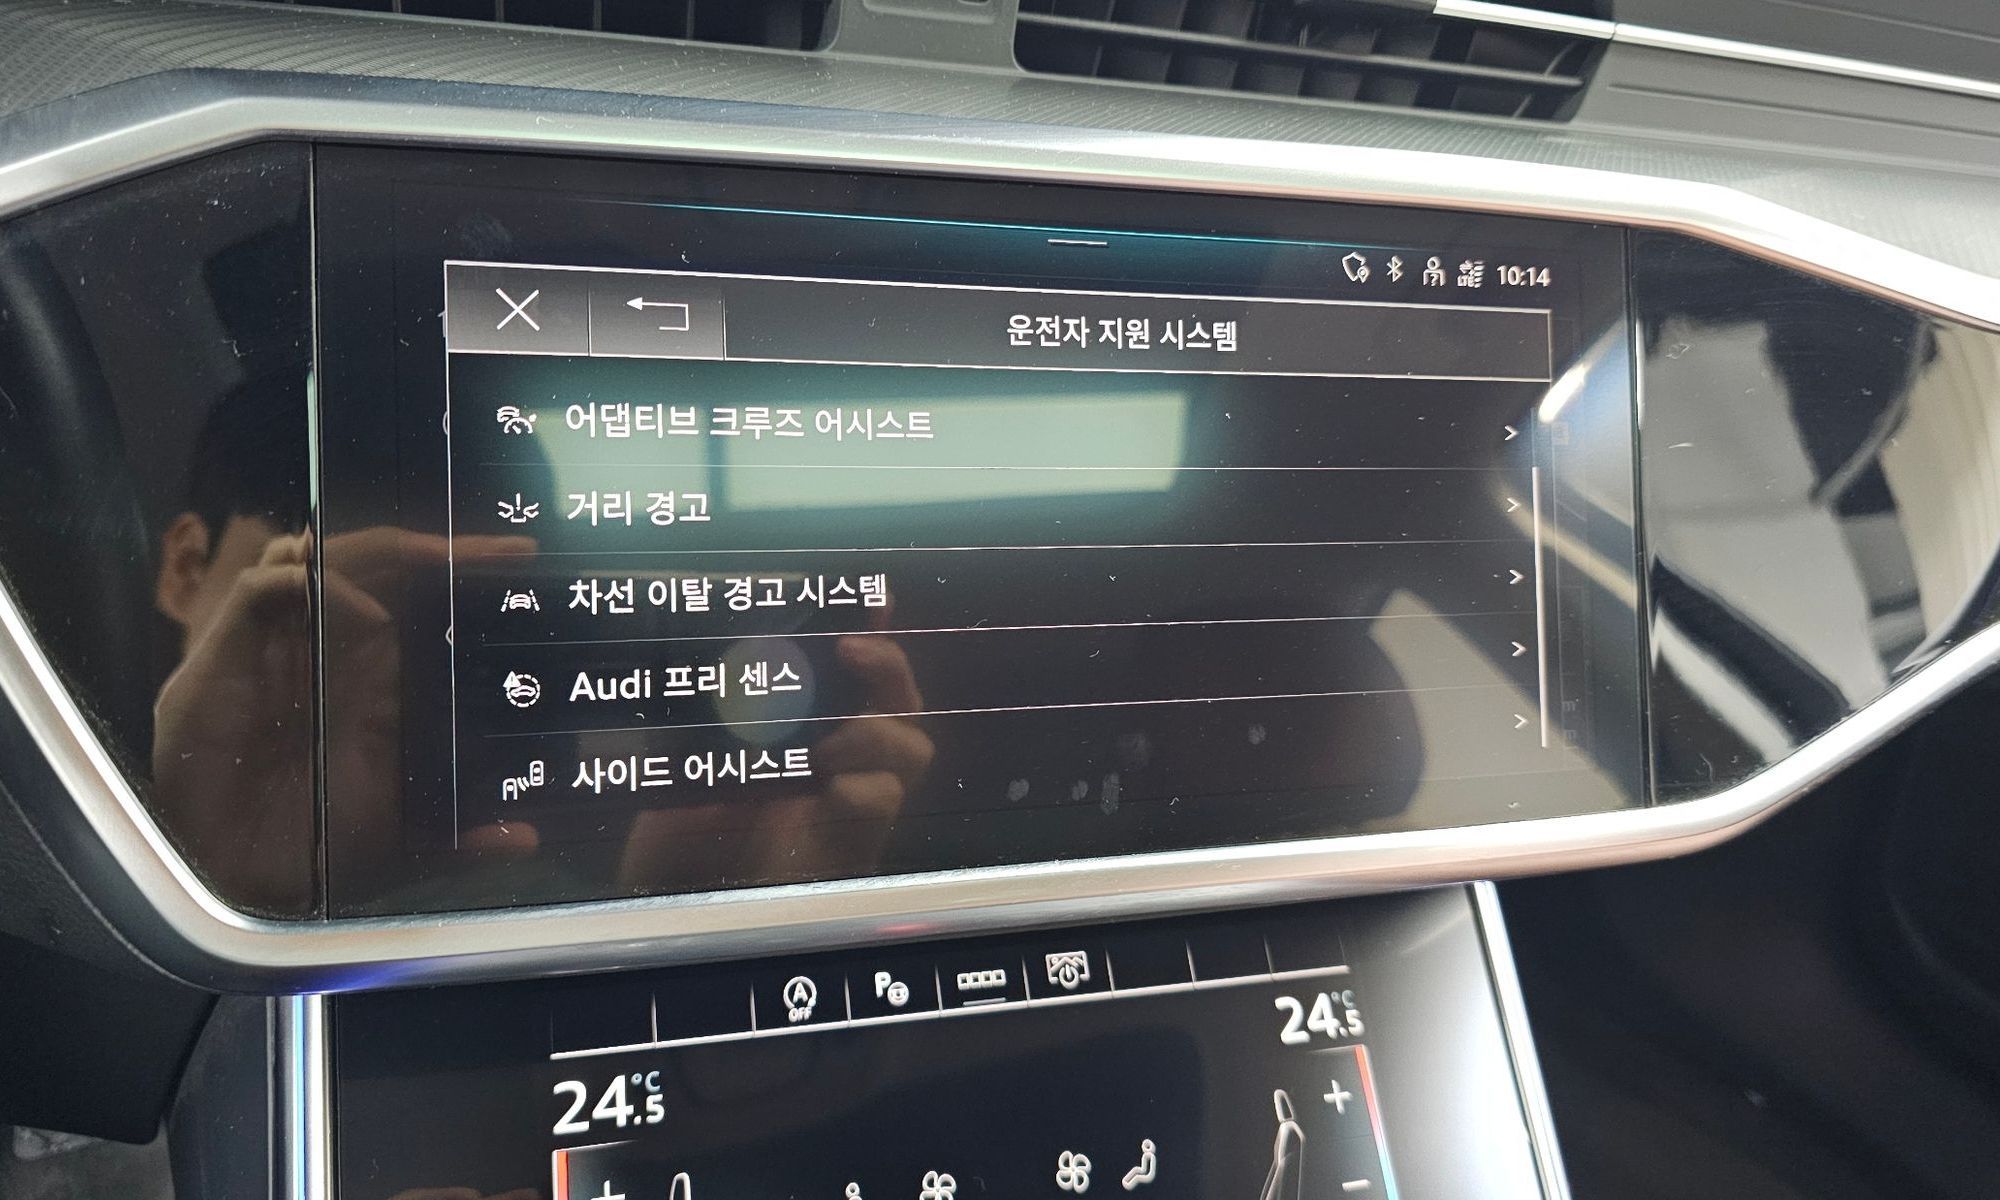 10:14
운전자 지원 시스템
어댑티브 크루즈 어시스트
거리 경고
차선 이탈 경고 시스템
Audi 프리 센스
사이드 어시스트
A
OFF
P
24.5 °C
24.5 °C